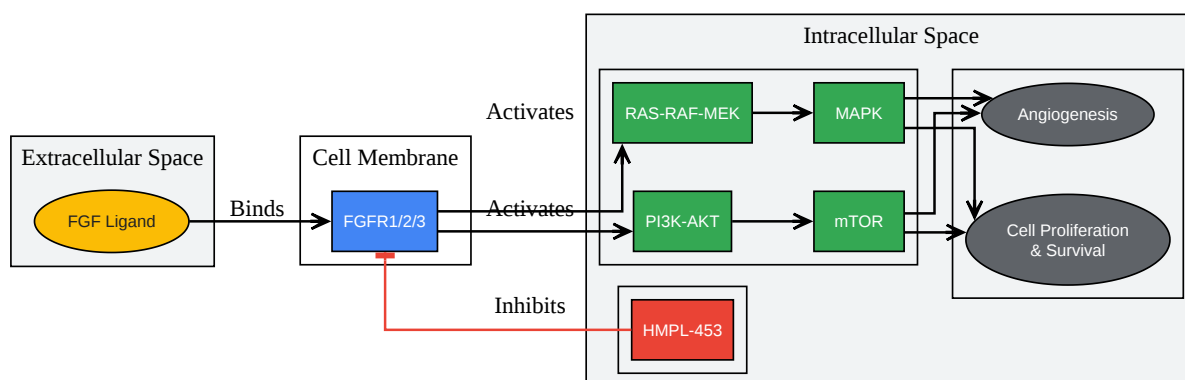 Intracellular Space
Activates
RAS-RAF-MEK
MAPK
Angiogenesis
Extracellular Space
Cell Membrane
FGF Ligand
Binds
FGFR1/2/3
Activates
PI3K-AKT
mTOR
Cell Proliferation
& Survival
Inhibits
HMPL-453